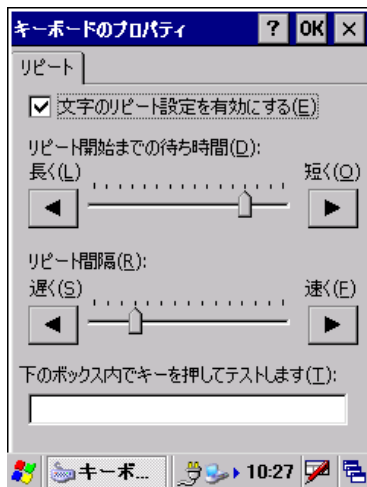 キーボードのプロパティ ? OK ×
リピート
文字のリピート設定を有効にする(E)
リピート開始までの待ち時間(D):
長く(L) 短く(O)
リピート間隔(R):
遅く(S) 速く(F)
下のボックス内でキーを押してテストします(T):
キーボ... 10:27